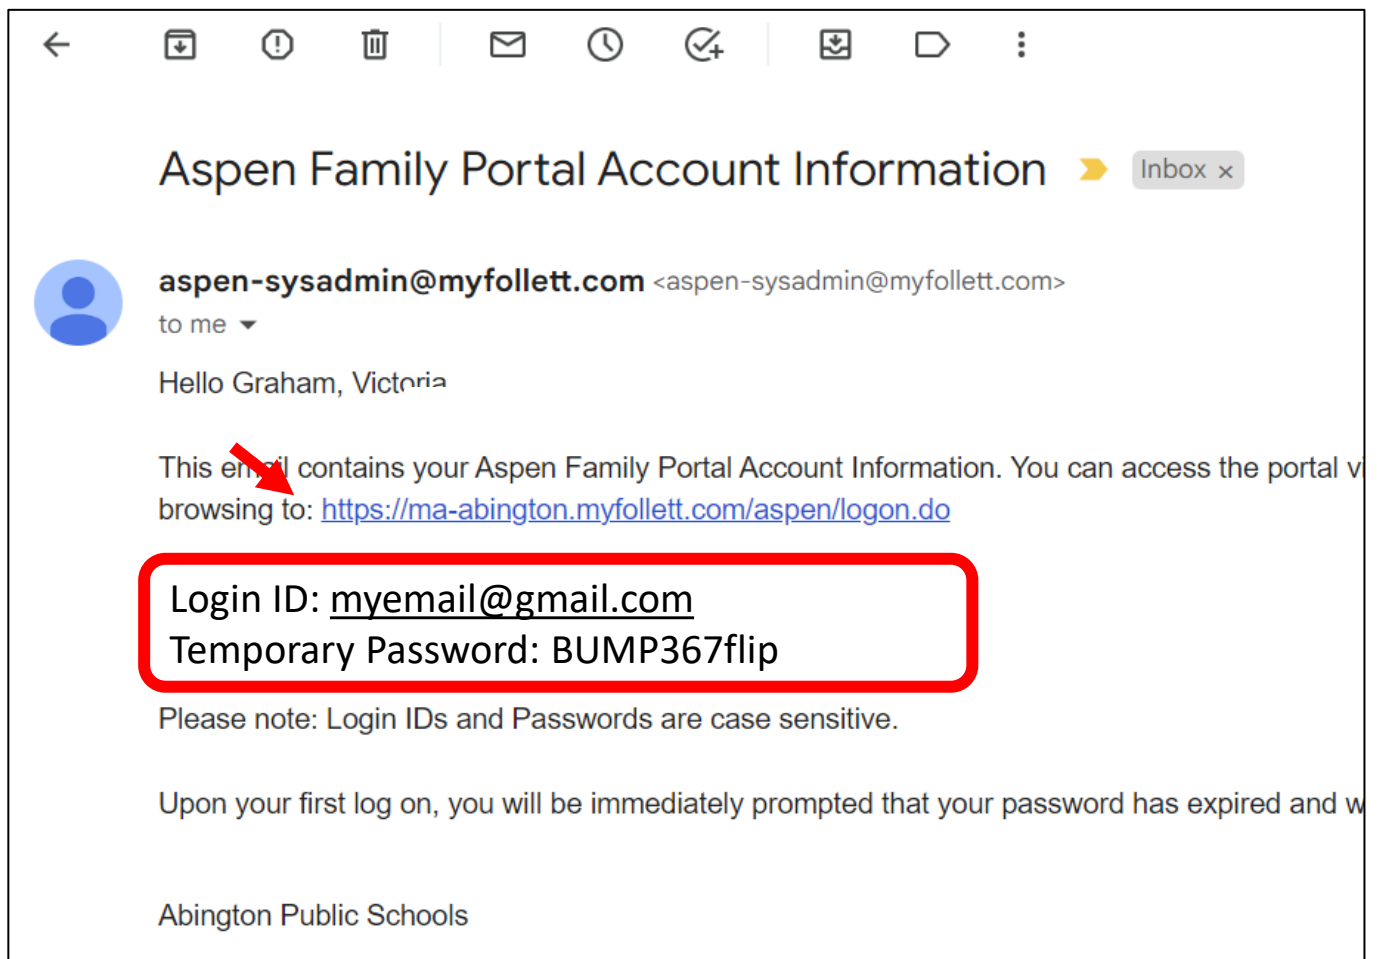 Aspen Family Portal Account Information Inbox ×
aspen-sysadmin@myfollett.com <aspen-sysadmin@myfollett.com>
to me
Hello Graham, Victoria
This email contains your Aspen Family Portal Account Information. You can access the portal
browsing to: https://ma-abington.myfollett.com/aspen/logon.do
Login ID: myemail@gmail.com
Temporary Password: BUMP367flip
Please note: Login IDs and Passwords are case sensitive.
Upon your first log on, you will be immediately prompted that your password has expired and
Abington Public Schools